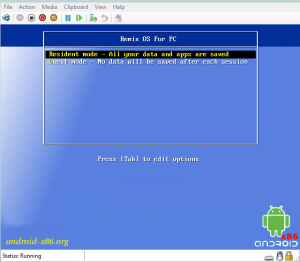 File Action Media Clipboard View Help
Remix OS For PC
Resident mode - All your data and apps are saved
Guest mode - No data will be saved after each session
Press [Tab] to edit options
android-x86.org
x86
ANDROID
Status: Running